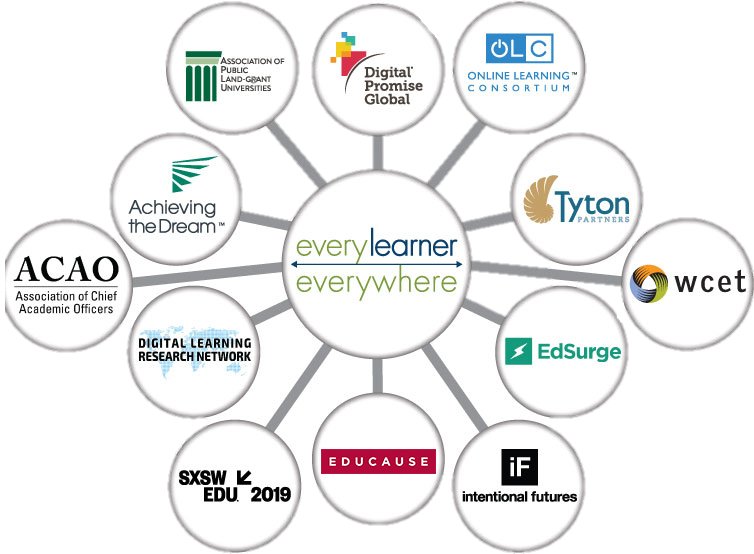 ASSOCIATION OF
PUBLIC
LAND-GRANT
UNIVERSITIES
Digital
Promise
Global
OLC
ONLINE LEARNING™
CONSORTIUM
Achieving
the Dream™
Tyton
PARTNERS
everylearner
everywhere
ACAO
Association of Chief
Academic Officers
wcet
DIGITAL LEARNING
RESEARCH NETWORK
EdSurge
SXSW
EDU. 2019
EDUCAUSE
iF
intentional futures